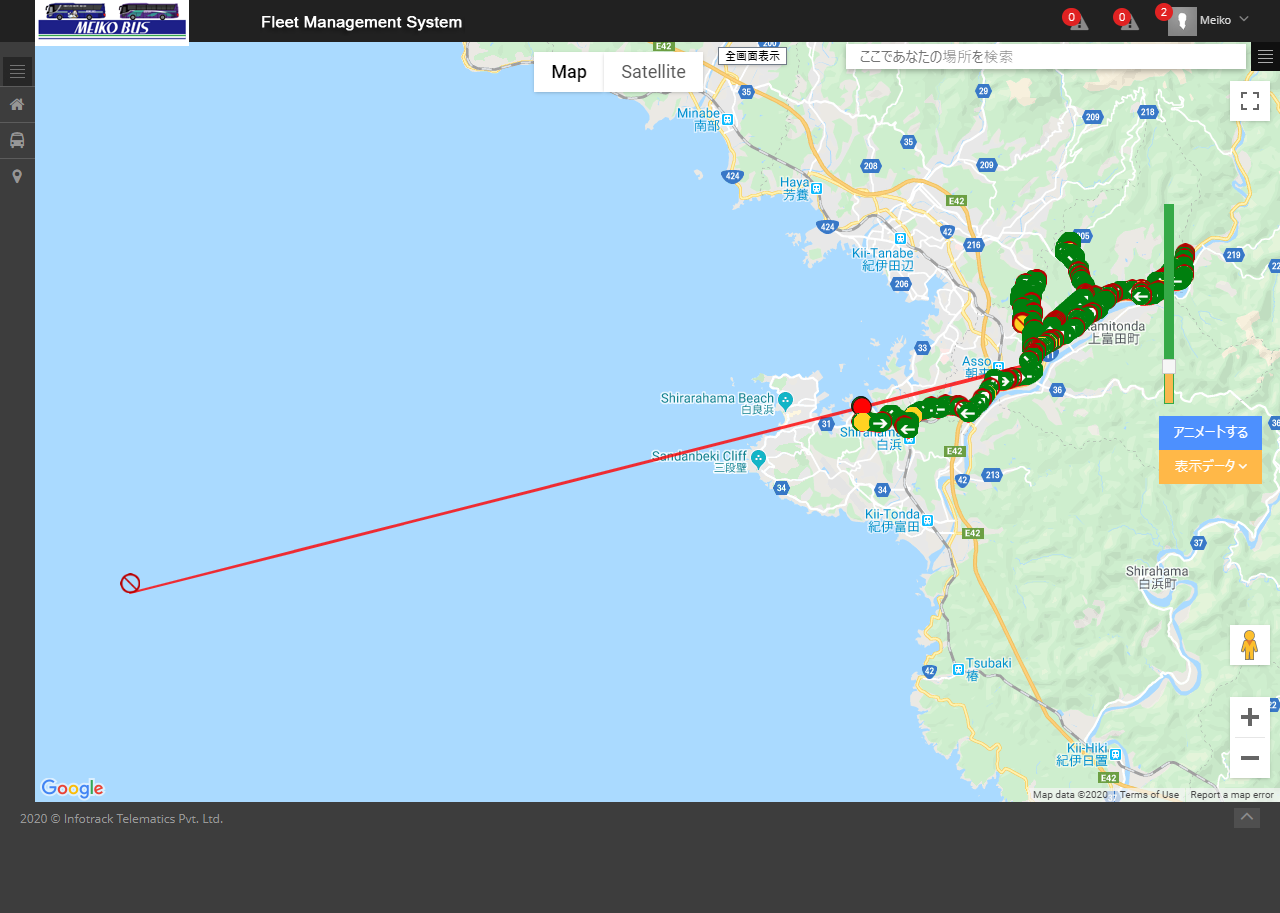 MEIKO BUS
Fleet Management System
0
0
2
Meiko
全画面表示
ここであなたの場所を検索
Map
Satellite
E42
35
29
Minabe
南部
209
218
35
424
208
209
Haya
芳養
E42
424
42
216
205
219
Kii-Tanabe
紀伊田辺
206
33
amitonda
上富田町
Asso
朝来
36
Shirarahama Beach
白良浜
31
Shirahama
白浜
36
アニメートする
表示データ
Sandanbeki Cliff
三段壁
E42
42
213
34
34
Kii-Tonda
紀伊富田
E42
37
Shirahama
白浜町
42
Tsubaki
椿
Kii-Hiki
紀伊日置
E42
Google
Map data ©2020
Terms of Use
Report a map error
2020 © Infotrack Telematics Pvt. Ltd.